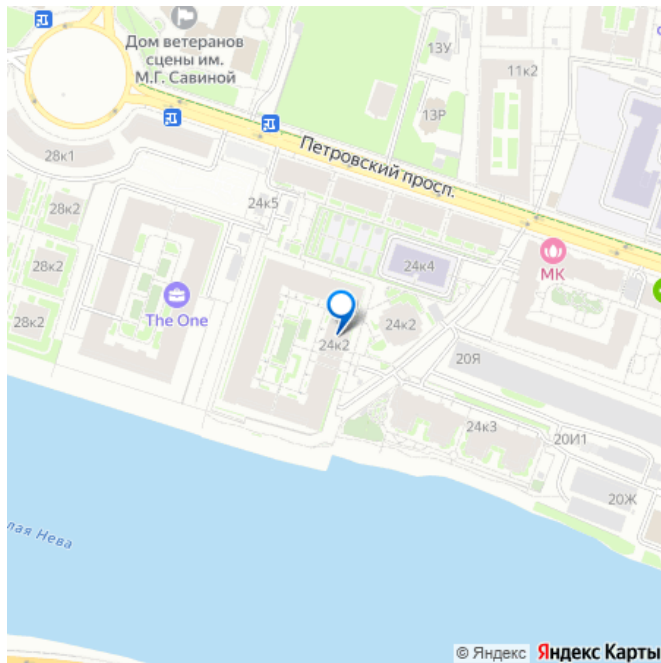 Дом ветеранов
сцены им.
М.Г. Савиной
13У
11к2
13Р
28к1
Петровский просп.
28к2
24к5
28к2
24к4
МК
The One
28к2
24к2
24к2
20Я
24к3
20И1
20Ж
лая Нева
© Яндекс Яндекс Карты